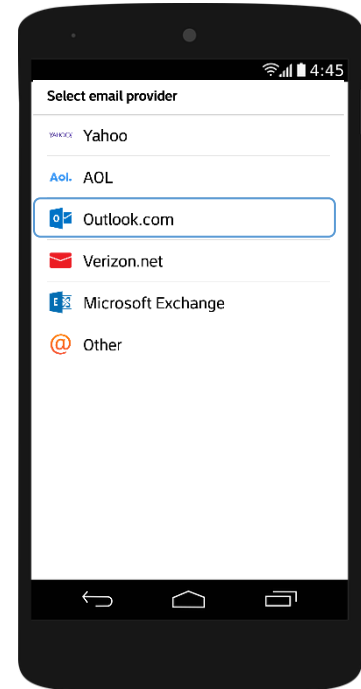 4:45
Select email provider
YAHOO! Yahoo
Aol. AOL
Outlook.com
Verizon.net
E Microsoft Exchange
@ Other